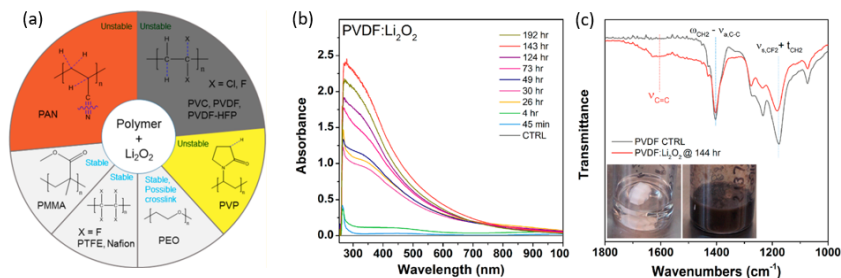 (a)
Unstable
Unstable
PAN
X = Cl, F
PVC, PVDF,
PVDF-HFP
Polymer
+
Li2O2
Unstable
PVP
Stable
PMMA
Stable
X = F
PTFE, Nafion
Stable,
Possible
crosslink
PEO
(b)
PVDF:Li2O2
192 hr
143 hr
124 hr
73 hr
49 hr
30 hr
26 hr
4 hr
45 min
CTRL
Absorbance
2.5
2.0
1.5
1.0
0.5
0.0
300 400 500 600 700 800 900 1000
Wavelength (nm)
(c)
ωCH2 - νa,C-C
νs,CF2+ tCH2
νC=C
PVDF CTRL
PVDF:Li2O2 @ 144 hr
Transmittance
1800 1600 1400 1200 1000
Wavenumbers (cm-1)